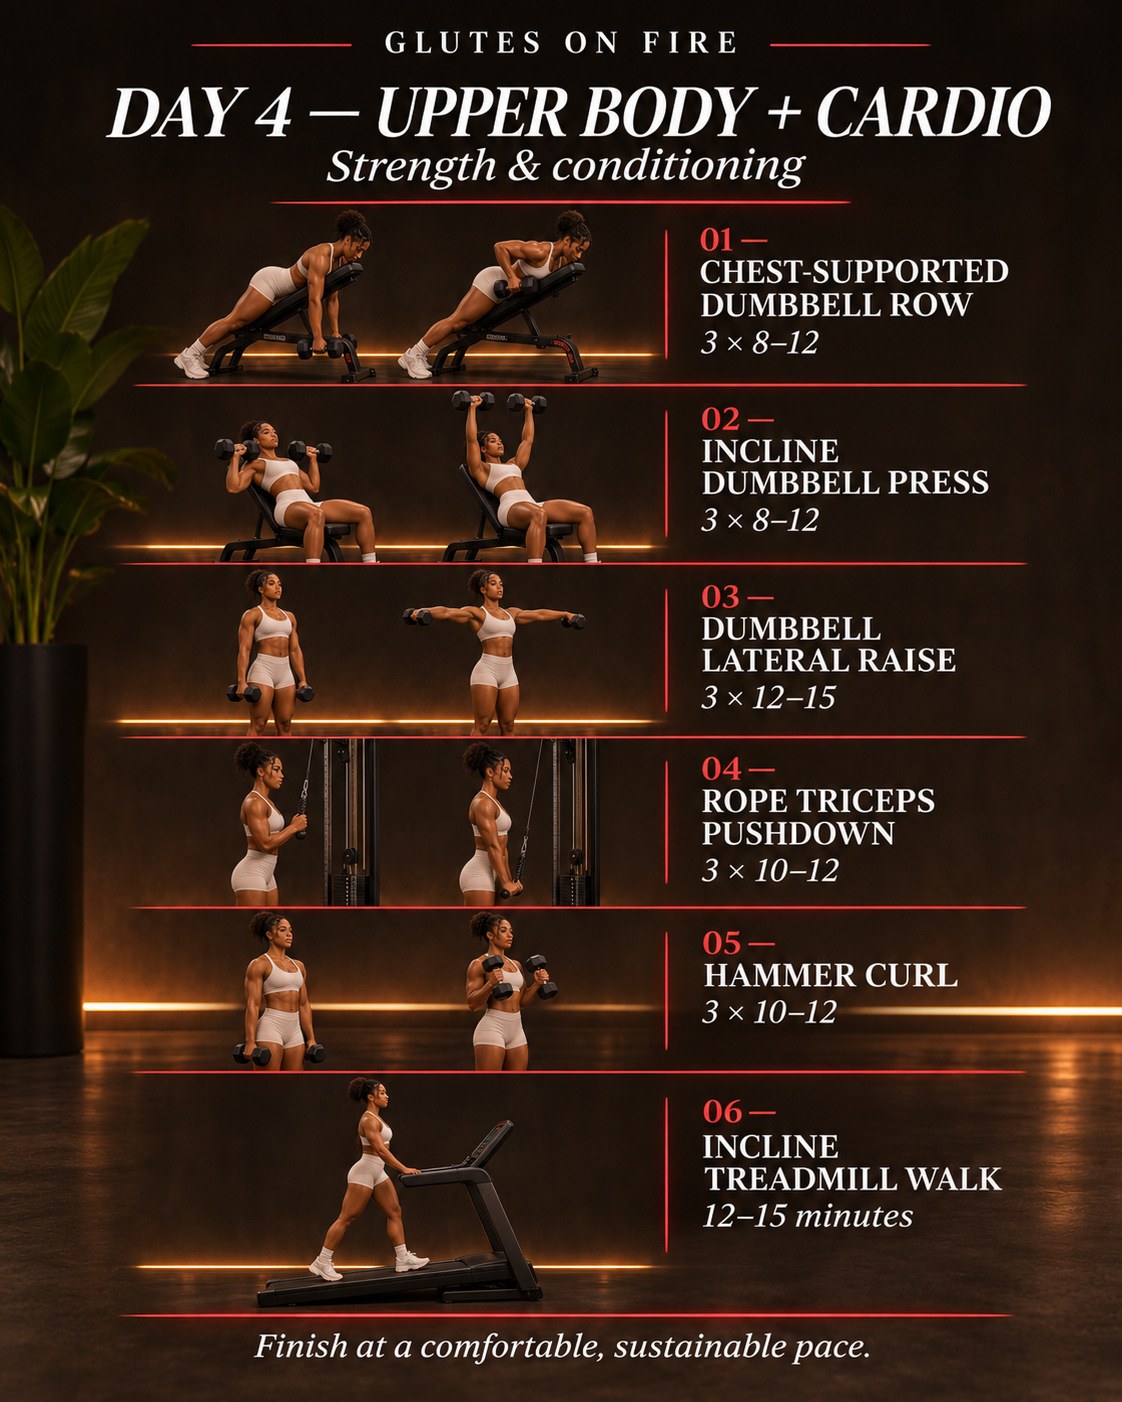 GLUTES ON FIRE
DAY 4 — UPPER BODY + CARDIO
Strength & conditioning
01 —
CHEST-SUPPORTED
DUMBBELL ROW
3 × 8–12
02 —
INCLINE
DUMBBELL PRESS
3 × 8–12
03 —
DUMBBELL
LATERAL RAISE
3 × 12–15
04 —
ROPE TRICEPS
PUSHDOWN
3 × 10–12
05 —
HAMMER CURL
3 × 10–12
06 —
INCLINE
TREADMILL WALK
12–15 minutes
Finish at a comfortable, sustainable pace.